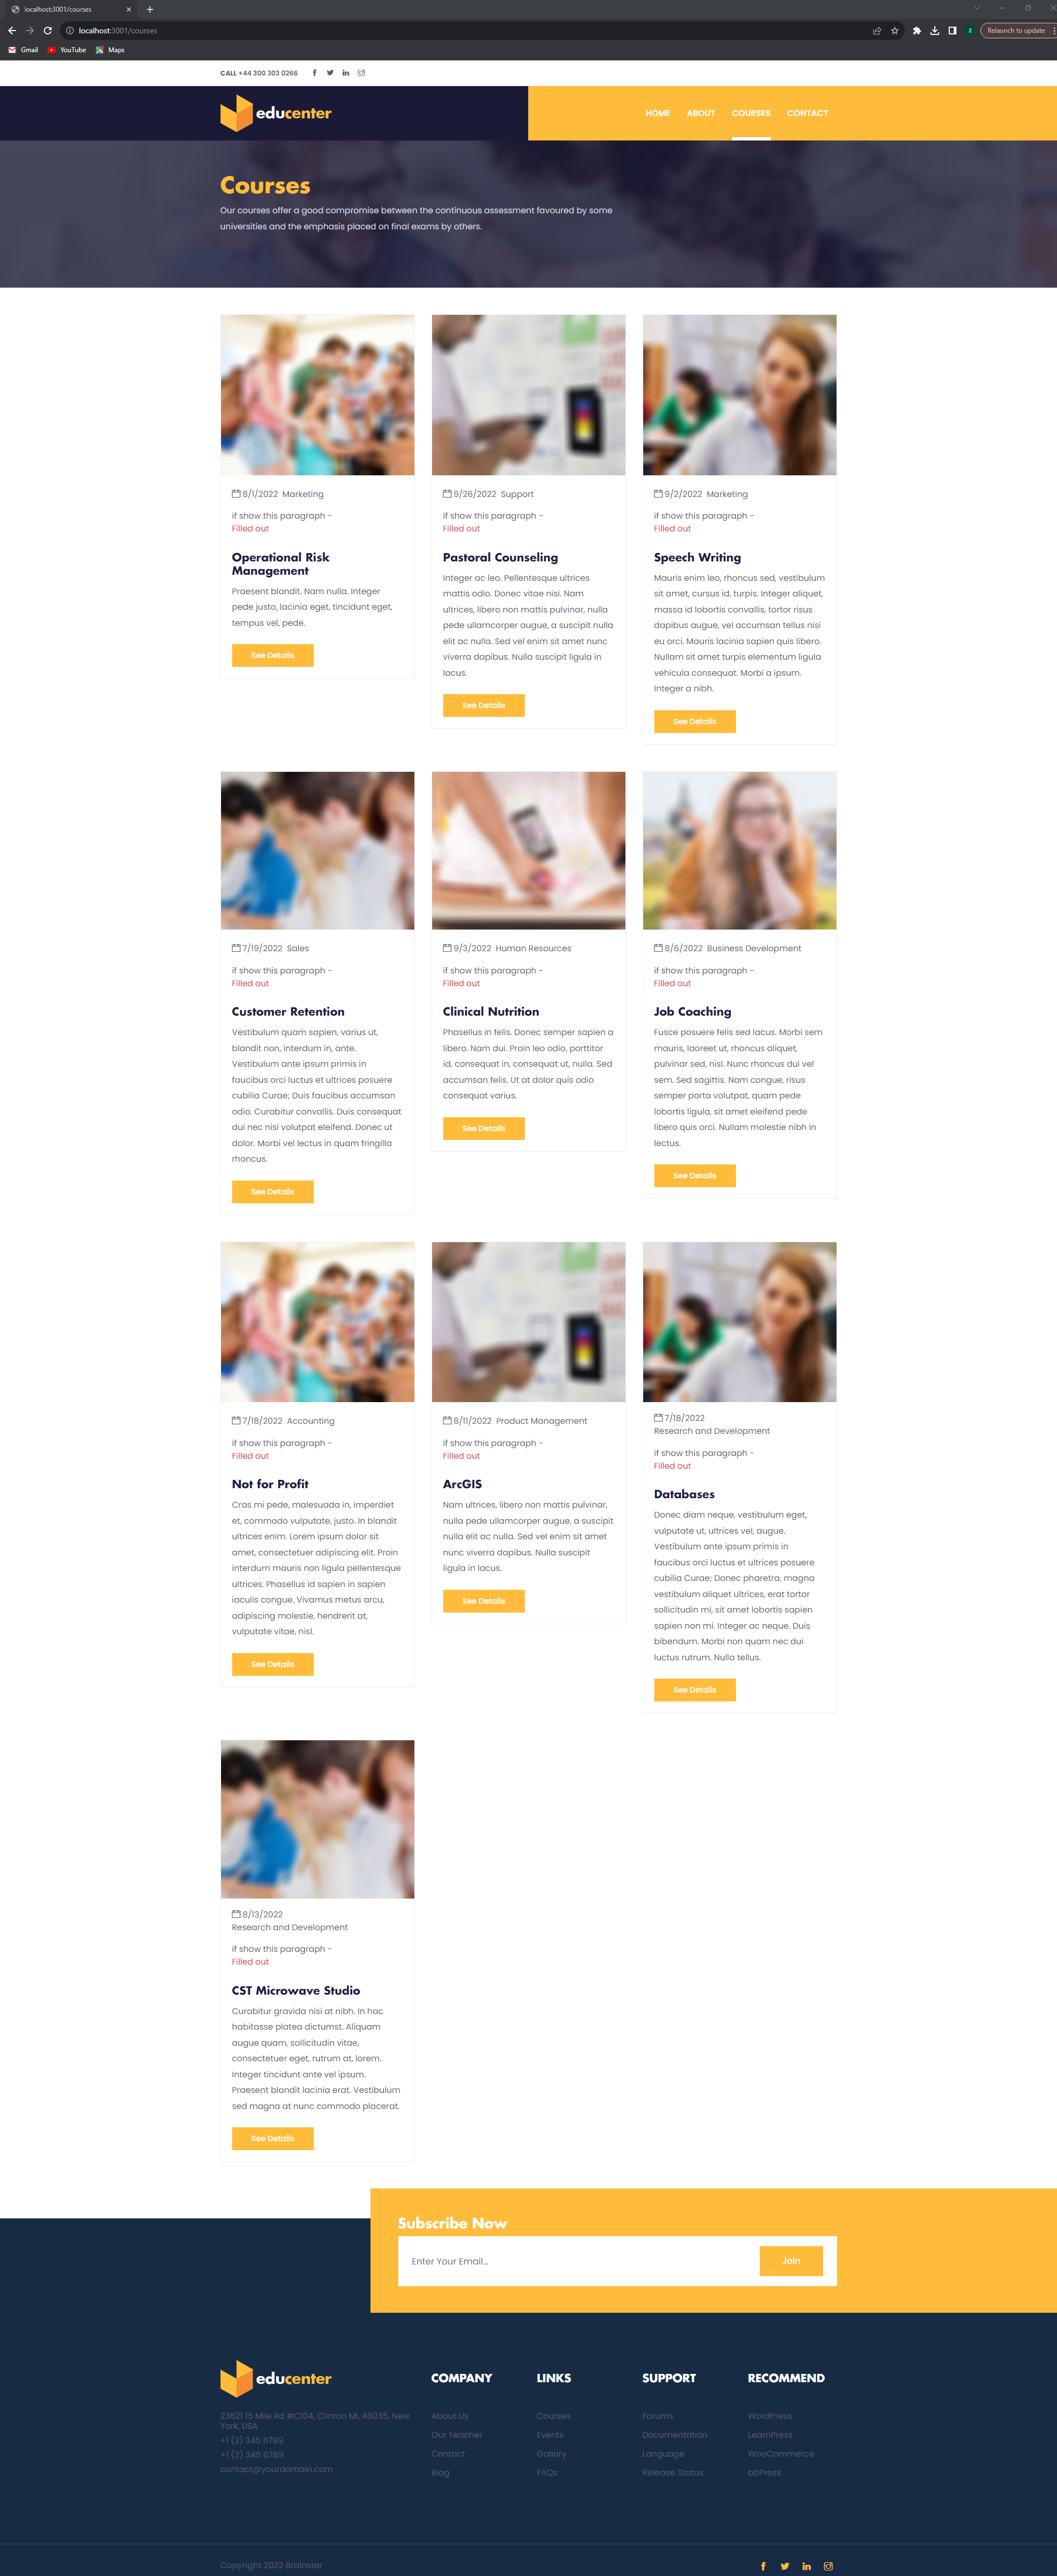 localhost:3001/courses
localhost:3001/courses
Relaunch to update
Gmail YouTube Maps
CALL +44 300 303 0266
educenter
HOME ABOUT COURSES CONTACT
Courses
Our courses offer a good compromise between the continuous assessment favoured by some
universities and the emphasis placed on final exams by others.
8/1/2022 Marketing
if show this paragraph -
Filled out
Operational Risk
Management
Praesent blandit. Nam nulla. Integer
pede justo, lacinia eget, tincidunt eget,
tempus vel, pede.
See Details
9/26/2022 Support
if show this paragraph -
Filled out
Pastoral Counseling
Integer ac leo. Pellentesque ultrices
mattis odio. Donec vitae nisi. Nam
ultrices, libero non mattis pulvinar, nulla
pede ullamcorper augue, a suscipit nulla
elit ac nulla. Sed vel enim sit amet nunc
viverra dapibus. Nulla suscipit ligula in
lacus.
See Details
9/2/2022 Marketing
if show this paragraph -
Filled out
Speech Writing
Mauris enim leo, rhoncus sed, vestibulum
sit amet, cursus id, turpis. Integer aliquet,
massa id lobortis convallis, tortor risus
dapibus augue, vel accumsan tellus nisi
eu orci. Mauris lacinia sapien quis libero.
Nullam sit amet turpis elementum ligula
vehicula consequat. Morbi a ipsum.
Integer a nibh.
See Details
7/19/2022 Sales
if show this paragraph -
Filled out
Customer Retention
Vestibulum quam sapien, varius ut,
blandit non, interdum in, ante.
Vestibulum ante ipsum primis in
faucibus orci luctus et ultrices posuere
cubilia Curae; Duis faucibus accumsan
odio. Curabitur convallis. Duis consequat
dui nec nisi volutpat eleifend. Donec ut
dolor. Morbi vel lectus in quam fringilla
rhoncus.
See Details
9/3/2022 Human Resources
if show this paragraph -
Filled out
Clinical Nutrition
Phasellus in felis. Donec semper sapien a
libero. Nam dui. Proin leo odio, porttitor
id, consequat in, consequat ut, nulla. Sed
accumsan felis. Ut at dolor quis odio
consequat varius.
See Details
8/6/2022 Business Development
if show this paragraph -
Filled out
Job Coaching
Fusce posuere felis sed lacus. Morbi sem
mauris, laoreet ut, rhoncus aliquet,
pulvinar sed, nisl. Nunc rhoncus dui vel
sem. Sed sagittis. Nam congue, risus
semper porta volutpat, quam pede
lobortis ligula, sit amet eleifend pede
libero quis orci. Nullam molestie nibh in
lectus.
See Details
7/18/2022 Accounting
if show this paragraph -
Filled out
Not for Profit
Cras mi pede, malesuada in, imperdiet
et, commodo vulputate, justo. In blandit
ultrices enim. Lorem ipsum dolor sit
amet, consectetuer adipiscing elit. Proin
interdum mauris non ligula pellentesque
ultrices. Phasellus id sapien in sapien
iaculis congue. Vivamus metus arcu,
adipiscing molestie, hendrerit at,
vulputate vitae, nisl.
See Details
8/11/2022 Product Management
if show this paragraph -
Filled out
ArcGIS
Nam ultrices, libero non mattis pulvinar,
nulla pede ullamcorper augue, a suscipit
nulla elit ac nulla. Sed vel enim sit amet
nunc viverra dapibus. Nulla suscipit
ligula in lacus.
See Details
7/18/2022
Research and Development
if show this paragraph -
Filled out
Databases
Donec diam neque, vestibulum eget,
vulputate ut, ultrices vel, augue.
Vestibulum ante ipsum primis in
faucibus orci luctus et ultrices posuere
cubilia Curae; Donec pharetra, magna
vestibulum aliquet ultrices, erat tortor
sollicitudin mi, sit amet lobortis sapien
sapien non mi. Integer ac neque. Duis
bibendum. Morbi non quam nec dui
luctus rutrum. Nulla tellus.
See Details
8/13/2022
Research and Development
if show this paragraph -
Filled out
CST Microwave Studio
Curabitur gravida nisi at nibh. In hac
habitasse platea dictumst. Aliquam
augue quam, sollicitudin vitae,
consectetuer eget, rutrum at, lorem.
Integer tincidunt ante vel ipsum.
Praesent blandit lacinia erat. Vestibulum
sed magna at nunc commodo placerat.
See Details
Subscribe Now
Enter Your Email...
Join
educenter
23621 15 Mile Rd #C104, Clinton MI, 48035, New
York, USA
+1 (2) 345 6789
+1 (2) 345 6789
contact@yourdomain.com
COMPANY
About Us
Our Teacher
Contact
Blog
LINKS
Courses
Events
Gallary
FAQs
SUPPORT
Forums
Documentation
Language
Release Status
RECOMMEND
WordPress
LearnPress
WooCommerce
bbPress
Copyright 2022 Brainster